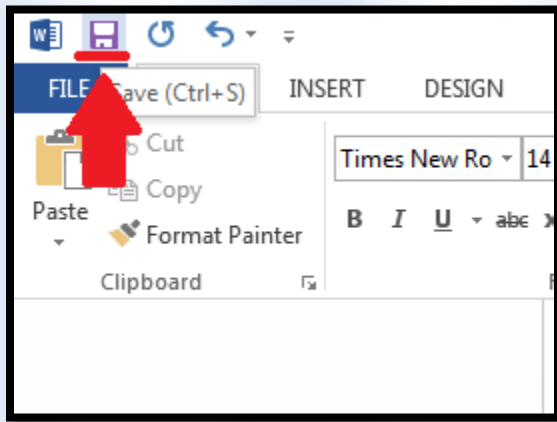 FILE Save (Ctrl+S) INSERT DESIGN
Cut
Times New Ro 14
Copy
Paste
B I U abc
Format Painter
Clipboard